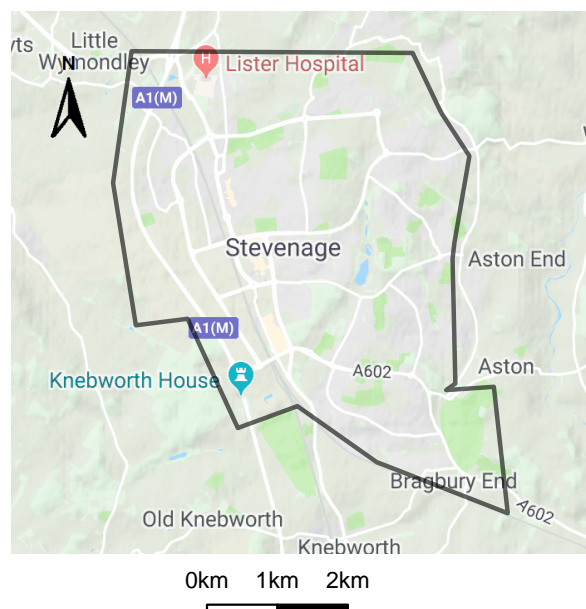 yts
Little
Wymondley
N
H
Lister Hospital
A1(M)
Stevenage
Aston End
A1(M)
Knebworth House
A602
Aston
Bragbury End
A602
Old Knebworth
Knebworth
0km 1km 2km